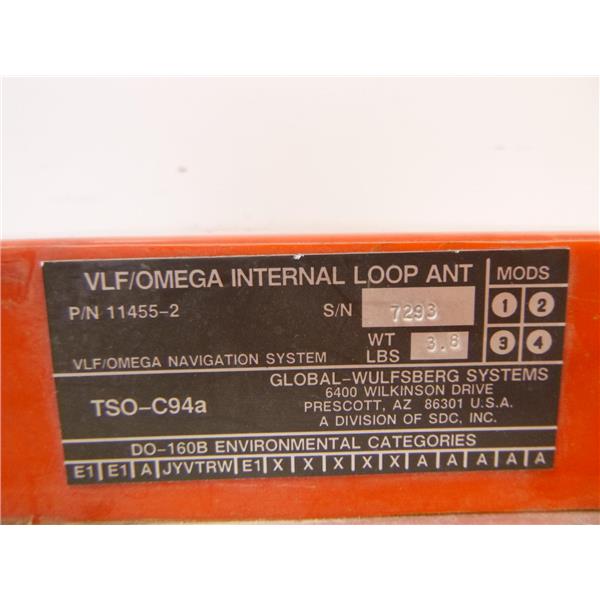 VLF/OMEGA INTERNAL LOOP ANT MODS
P/N 11455-2 S/N 7293 1 2
VLF/OMEGA NAVIGATION SYSTEM WT LBS 3.8 3 4
GLOBAL-WULFSBERG SYSTEMS
6400 WILKINSON DRIVE
TSO-C94a PRESCOTT, AZ 86301 U.S.A.
A DIVISION OF SDC, INC.
DO-160B ENVIRONMENTAL CATEGORIES
E1 E1 A JYVTRW E1 X X X X X A A A A A A